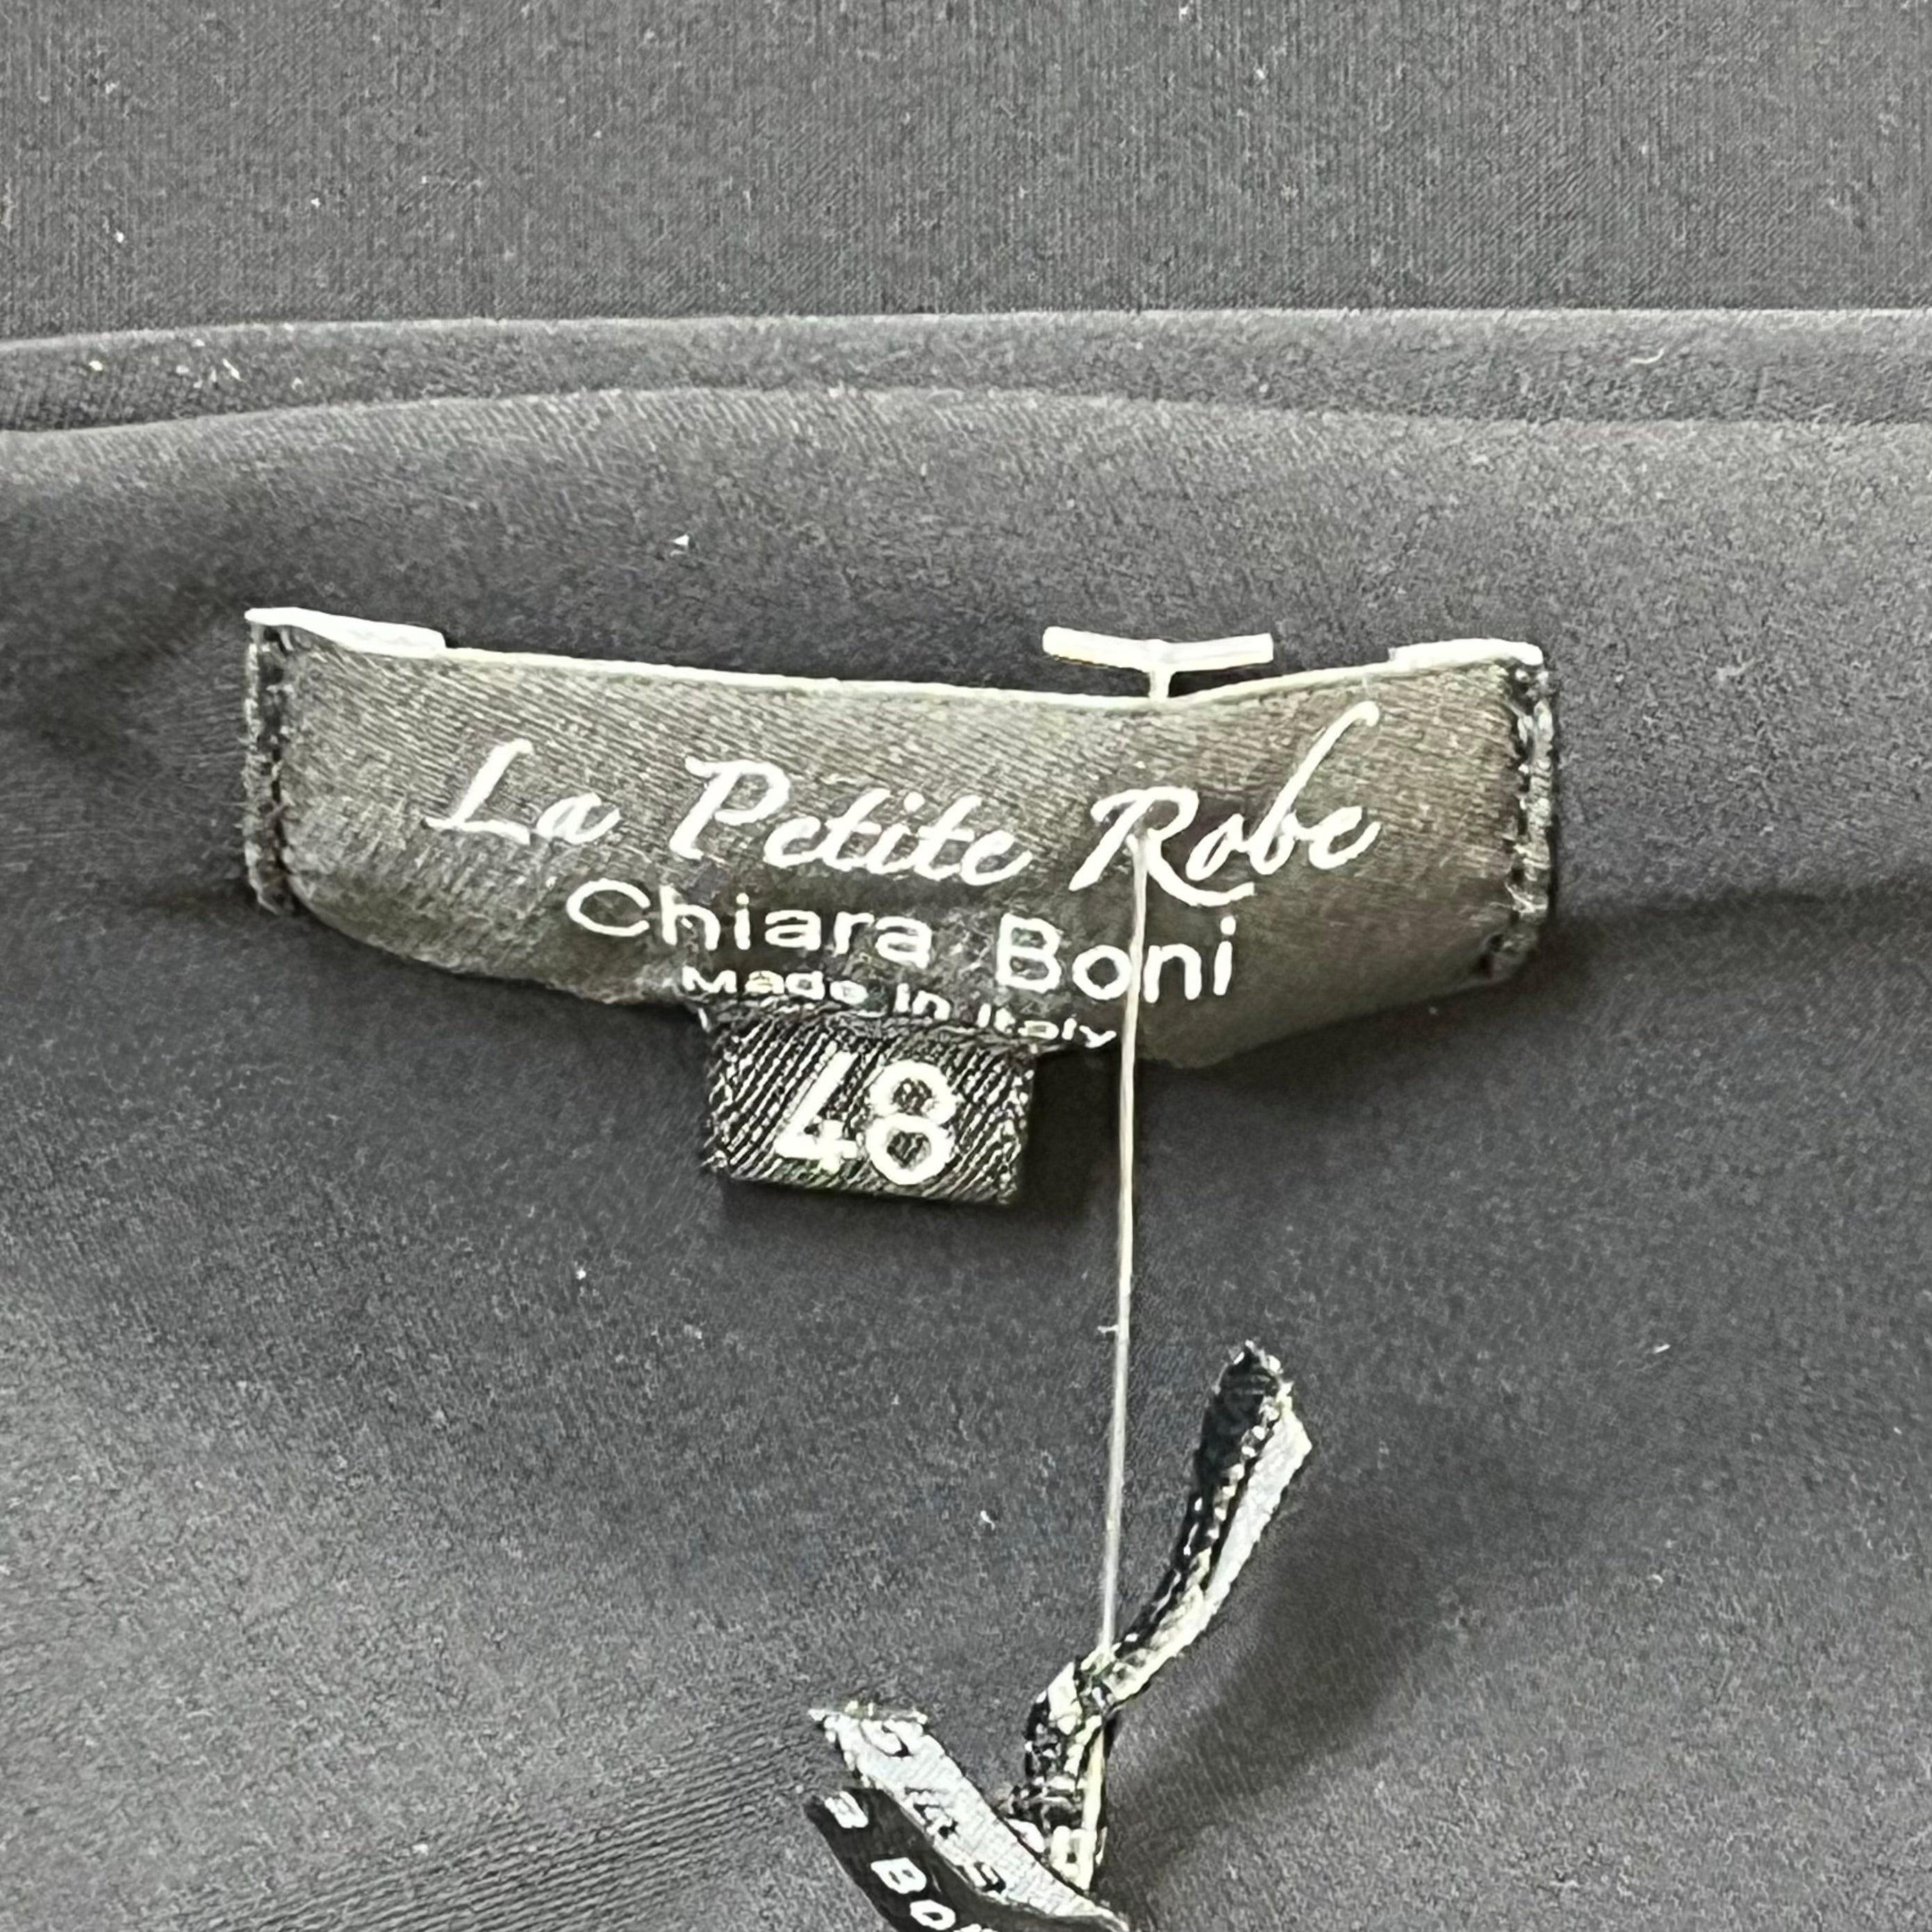 La Petite Robe
Chiara Boni
Made in Italy
48